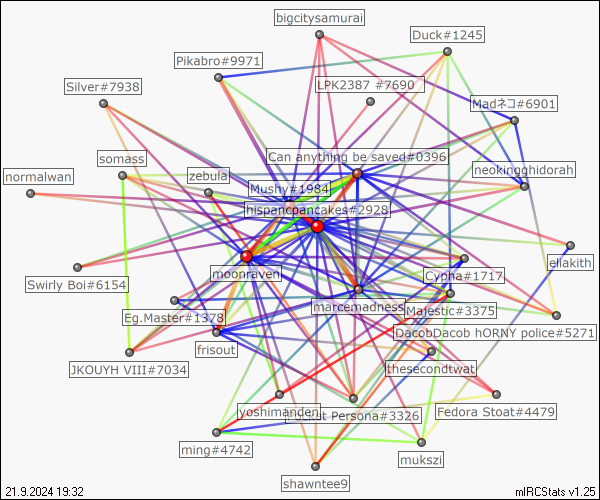 bigcitysamurai
Duck#1245
Pikabro#9971
LPK2387 #7690
Silver#7938
Madネコ#6901
Can anything be saved#0396
somass
zebula
neokingghidorah
normalwan
Mushy#1984
hispancpancakes#2928
moonraven
Cypha#1717
ellakith
Swirly Boi#6154
marcemadness
Majestic#3375
Eg.Master#1378
DacobDacob hORNY police#5271
frisout
JKOUYH VIII#7034
thesecondtwat
yoshimanden
Persona#3326
Fedora Stoat#4479
ming#4742
mukszi
shawntee9
21.9.2024 19:32
mIRCStats v1.25